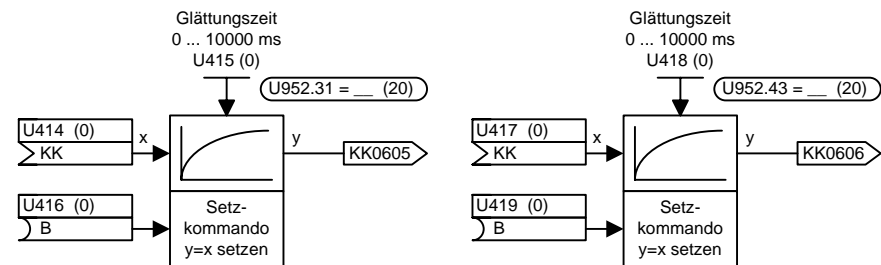 Glättungszeit
0 ... 10000 ms
U415 (0)
U952.31 = __ (20)
U414 (0)
x
KK
y
KK0605
U416 (0)
B
Setz-
kommando
y=x setzen
Glättungszeit
0 ... 10000 ms
U418 (0)
U952.43 = __ (20)
U417 (0)
x
KK
y
KK0606
U419 (0)
B
Setz-
kommando
y=x setzen